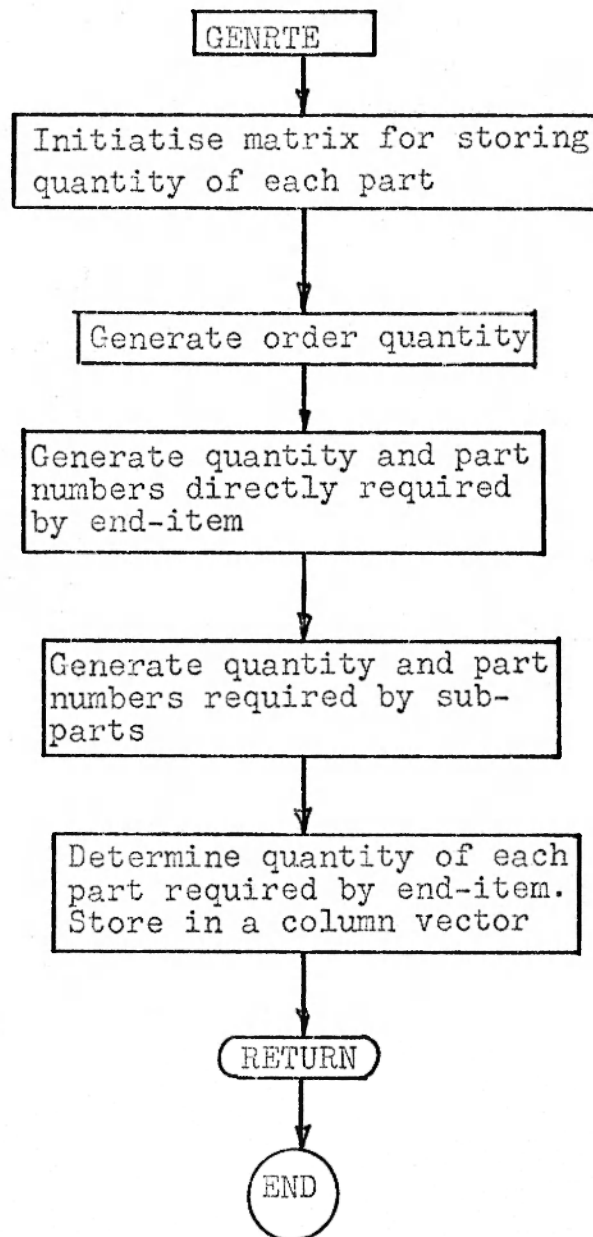 GENRTE
Initiatise matrix for storing
quantity of each part
Generate order quantity
Generate quantity and part
numbers directly required
by end-item
Generate quantity and part
numbers required by sub-
parts
Determine quantity of each
part required by end-item.
Store in a column vector
RETURN
END